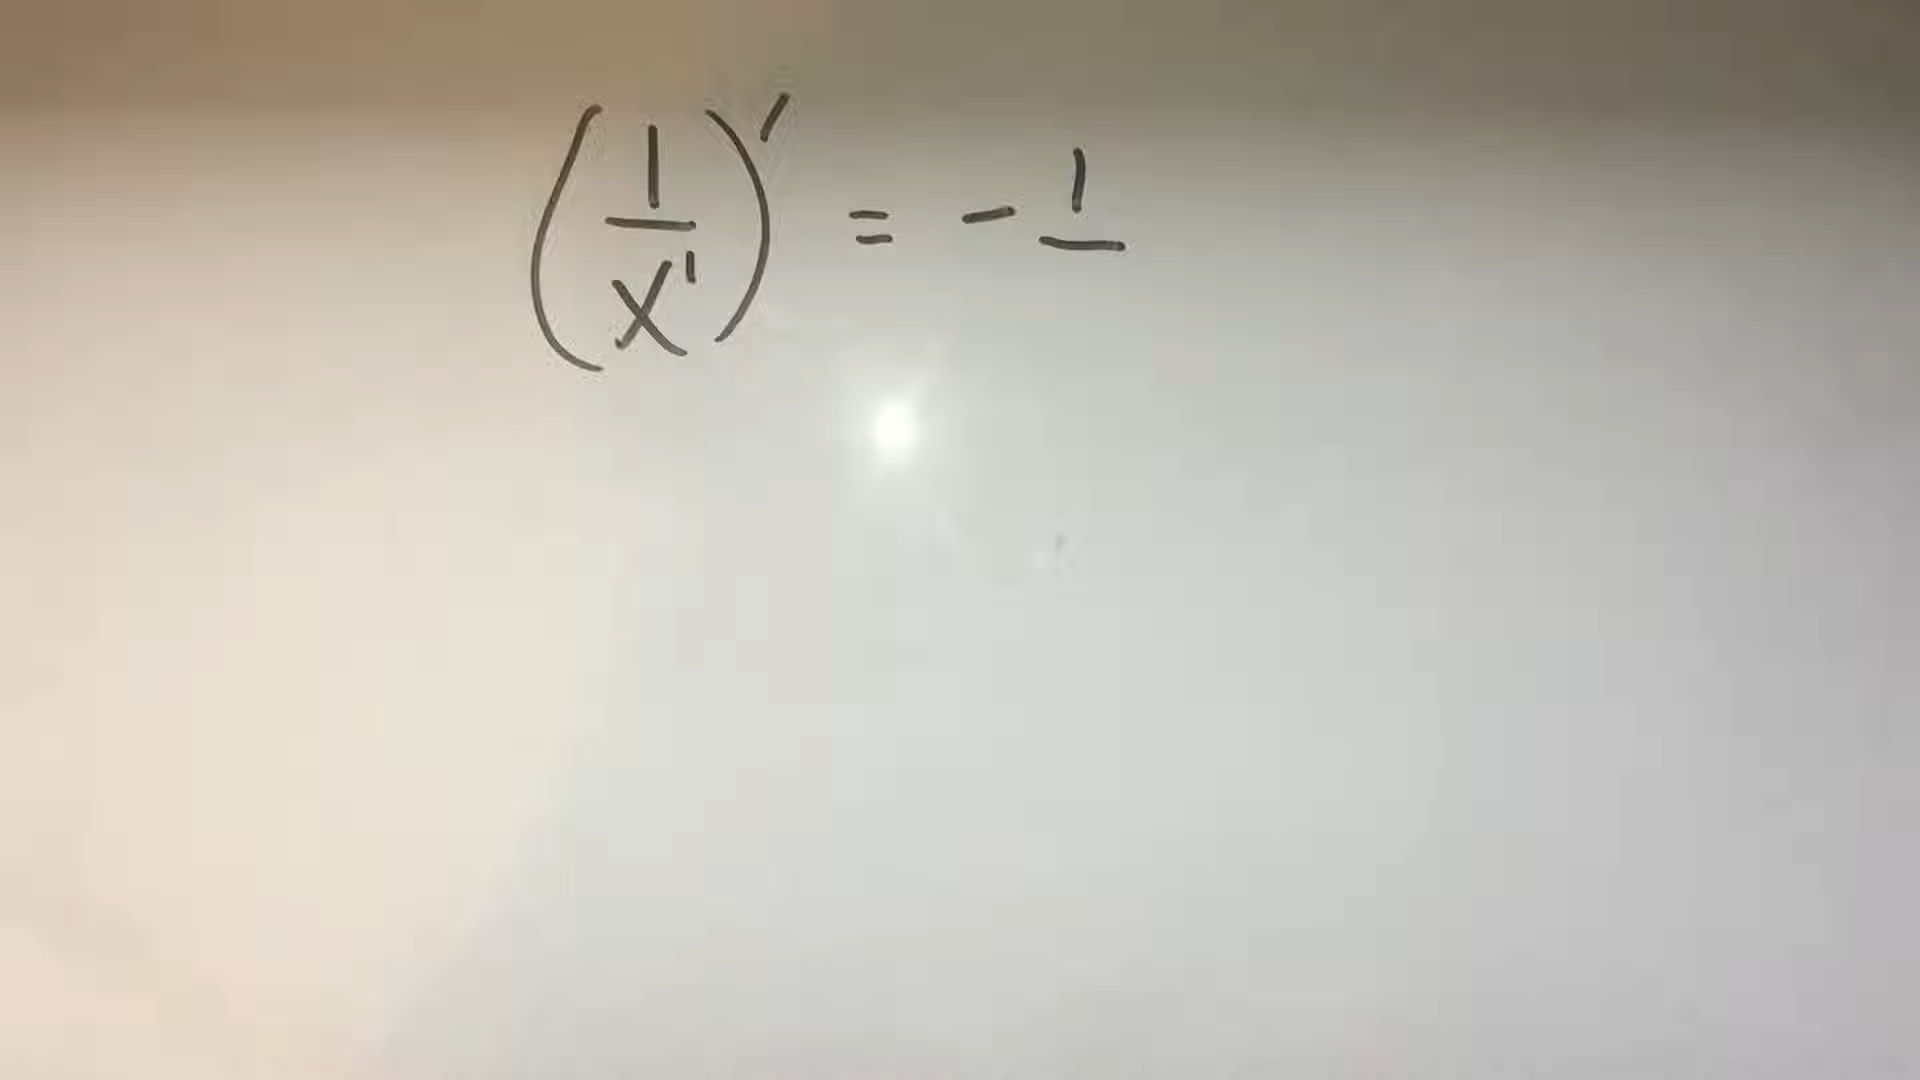 (1/x¹)′ = - 1/